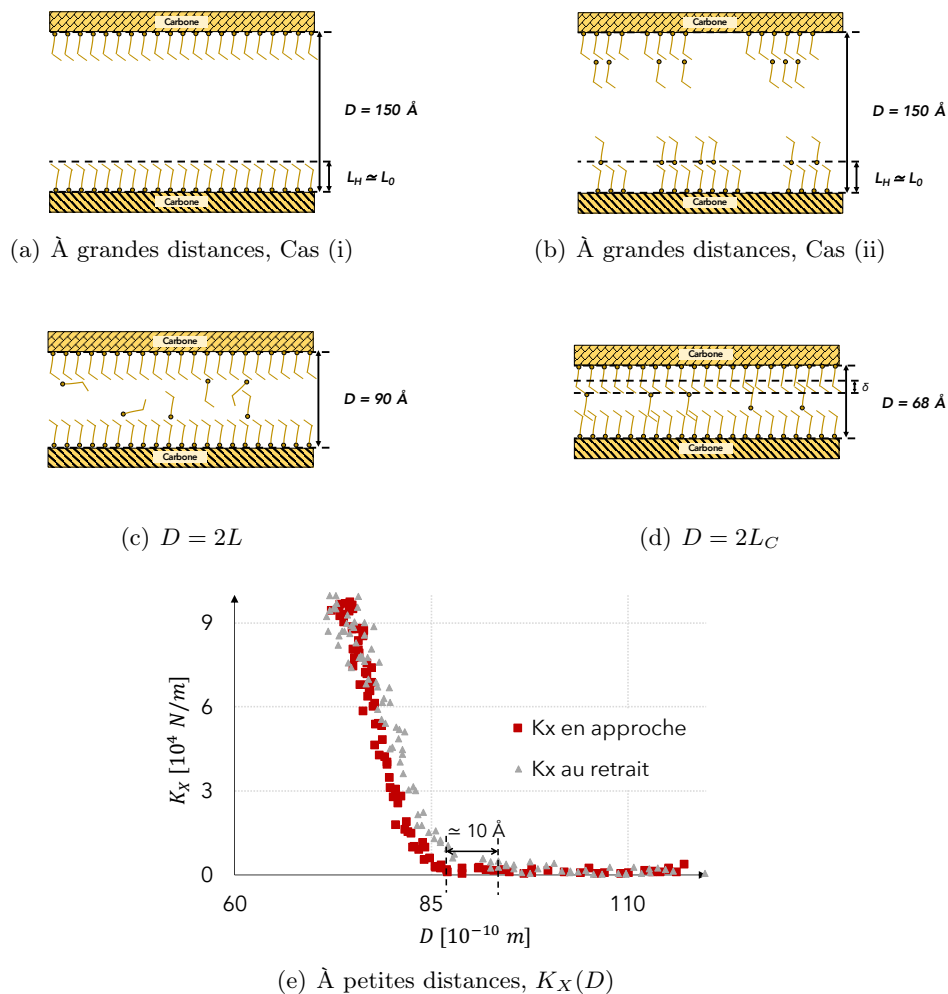 Carbone
D = 150 Å
L_H ≃ L_0
Carbone
(a) À grandes distances, Cas (i)
Carbone
D = 150 Å
L_H ≃ L_0
Carbone
(b) À grandes distances, Cas (ii)
Carbone
D = 90 Å
Carbone
(c) D = 2L
Carbone
δ
D = 68 Å
Carbone
(d) D = 2L_C
K_X [10⁴ N/m]
9
6
3
0
Kx en approche
Kx au retrait
≃ 10 Å
60
85
110
D [10⁻¹⁰ m]
(e) À petites distances, K_X(D)